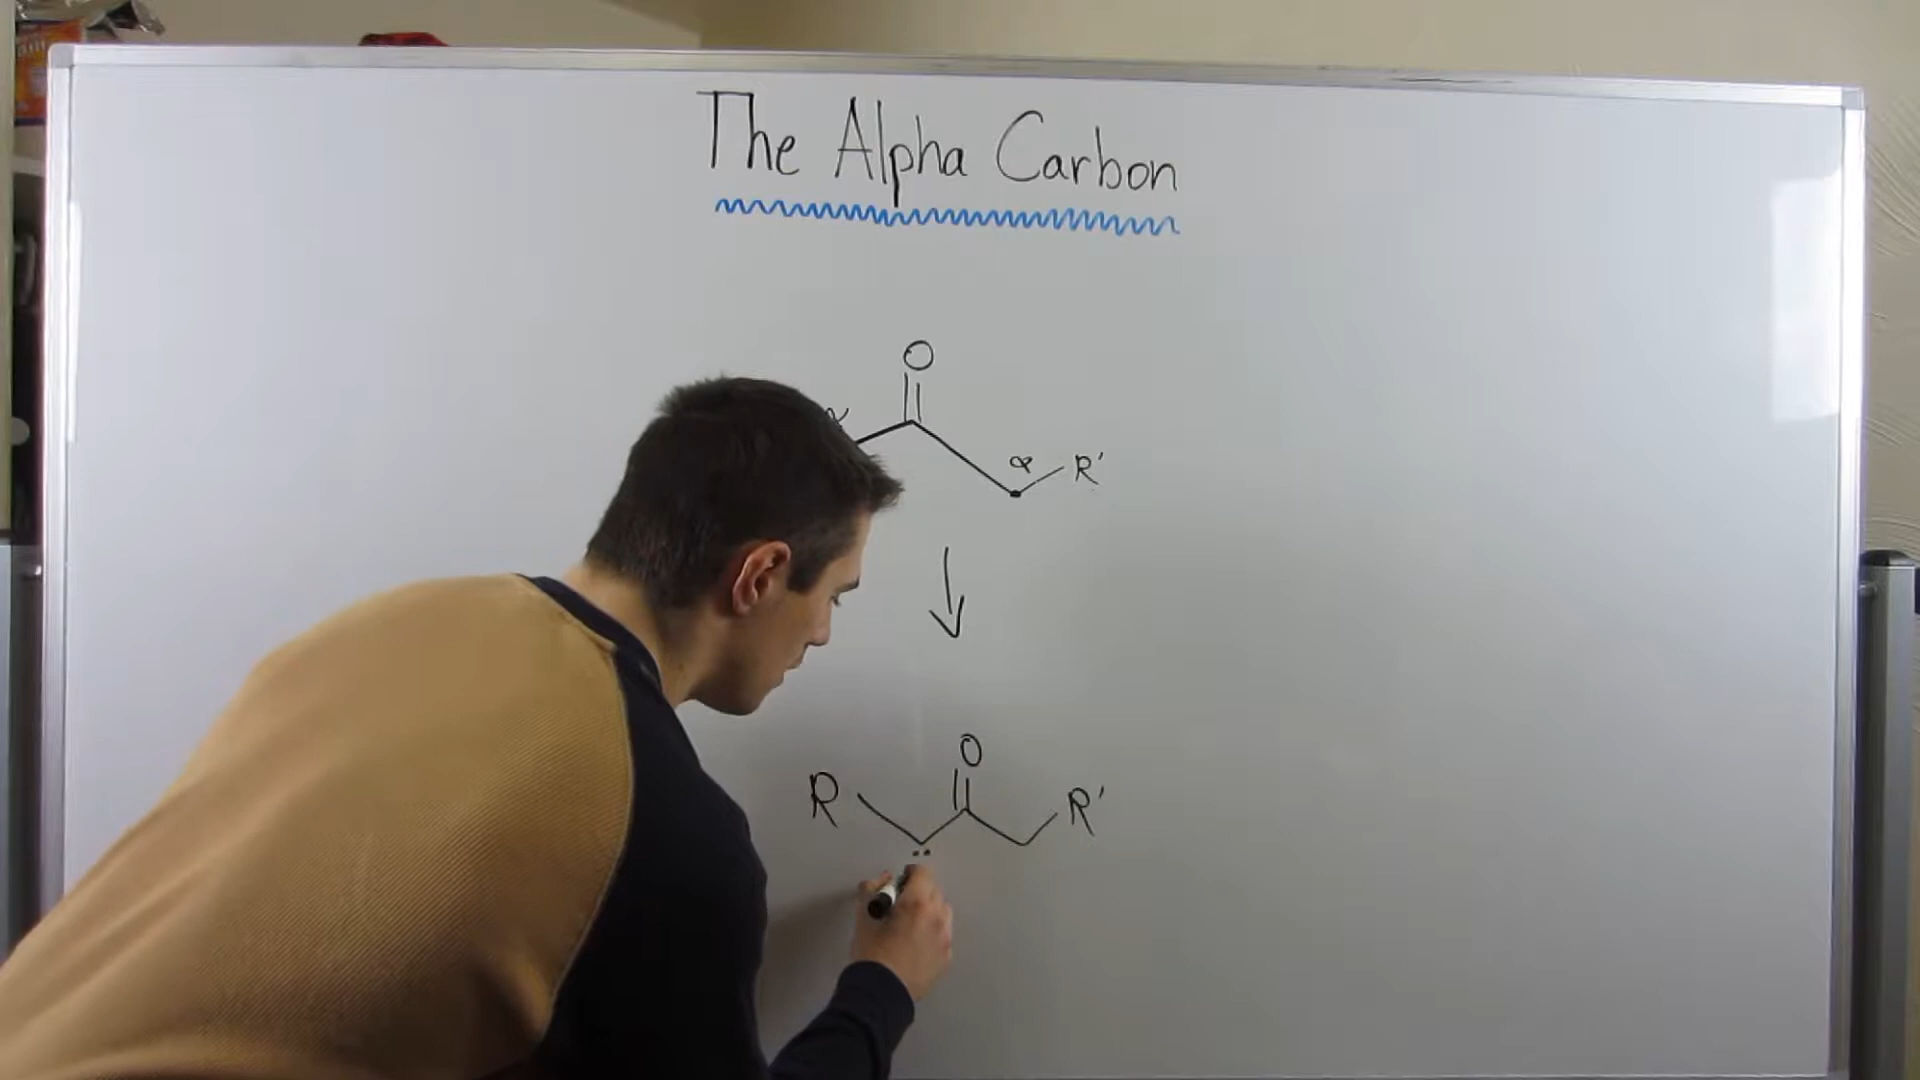 The Alpha Carbon
O
α R'
O
R R'